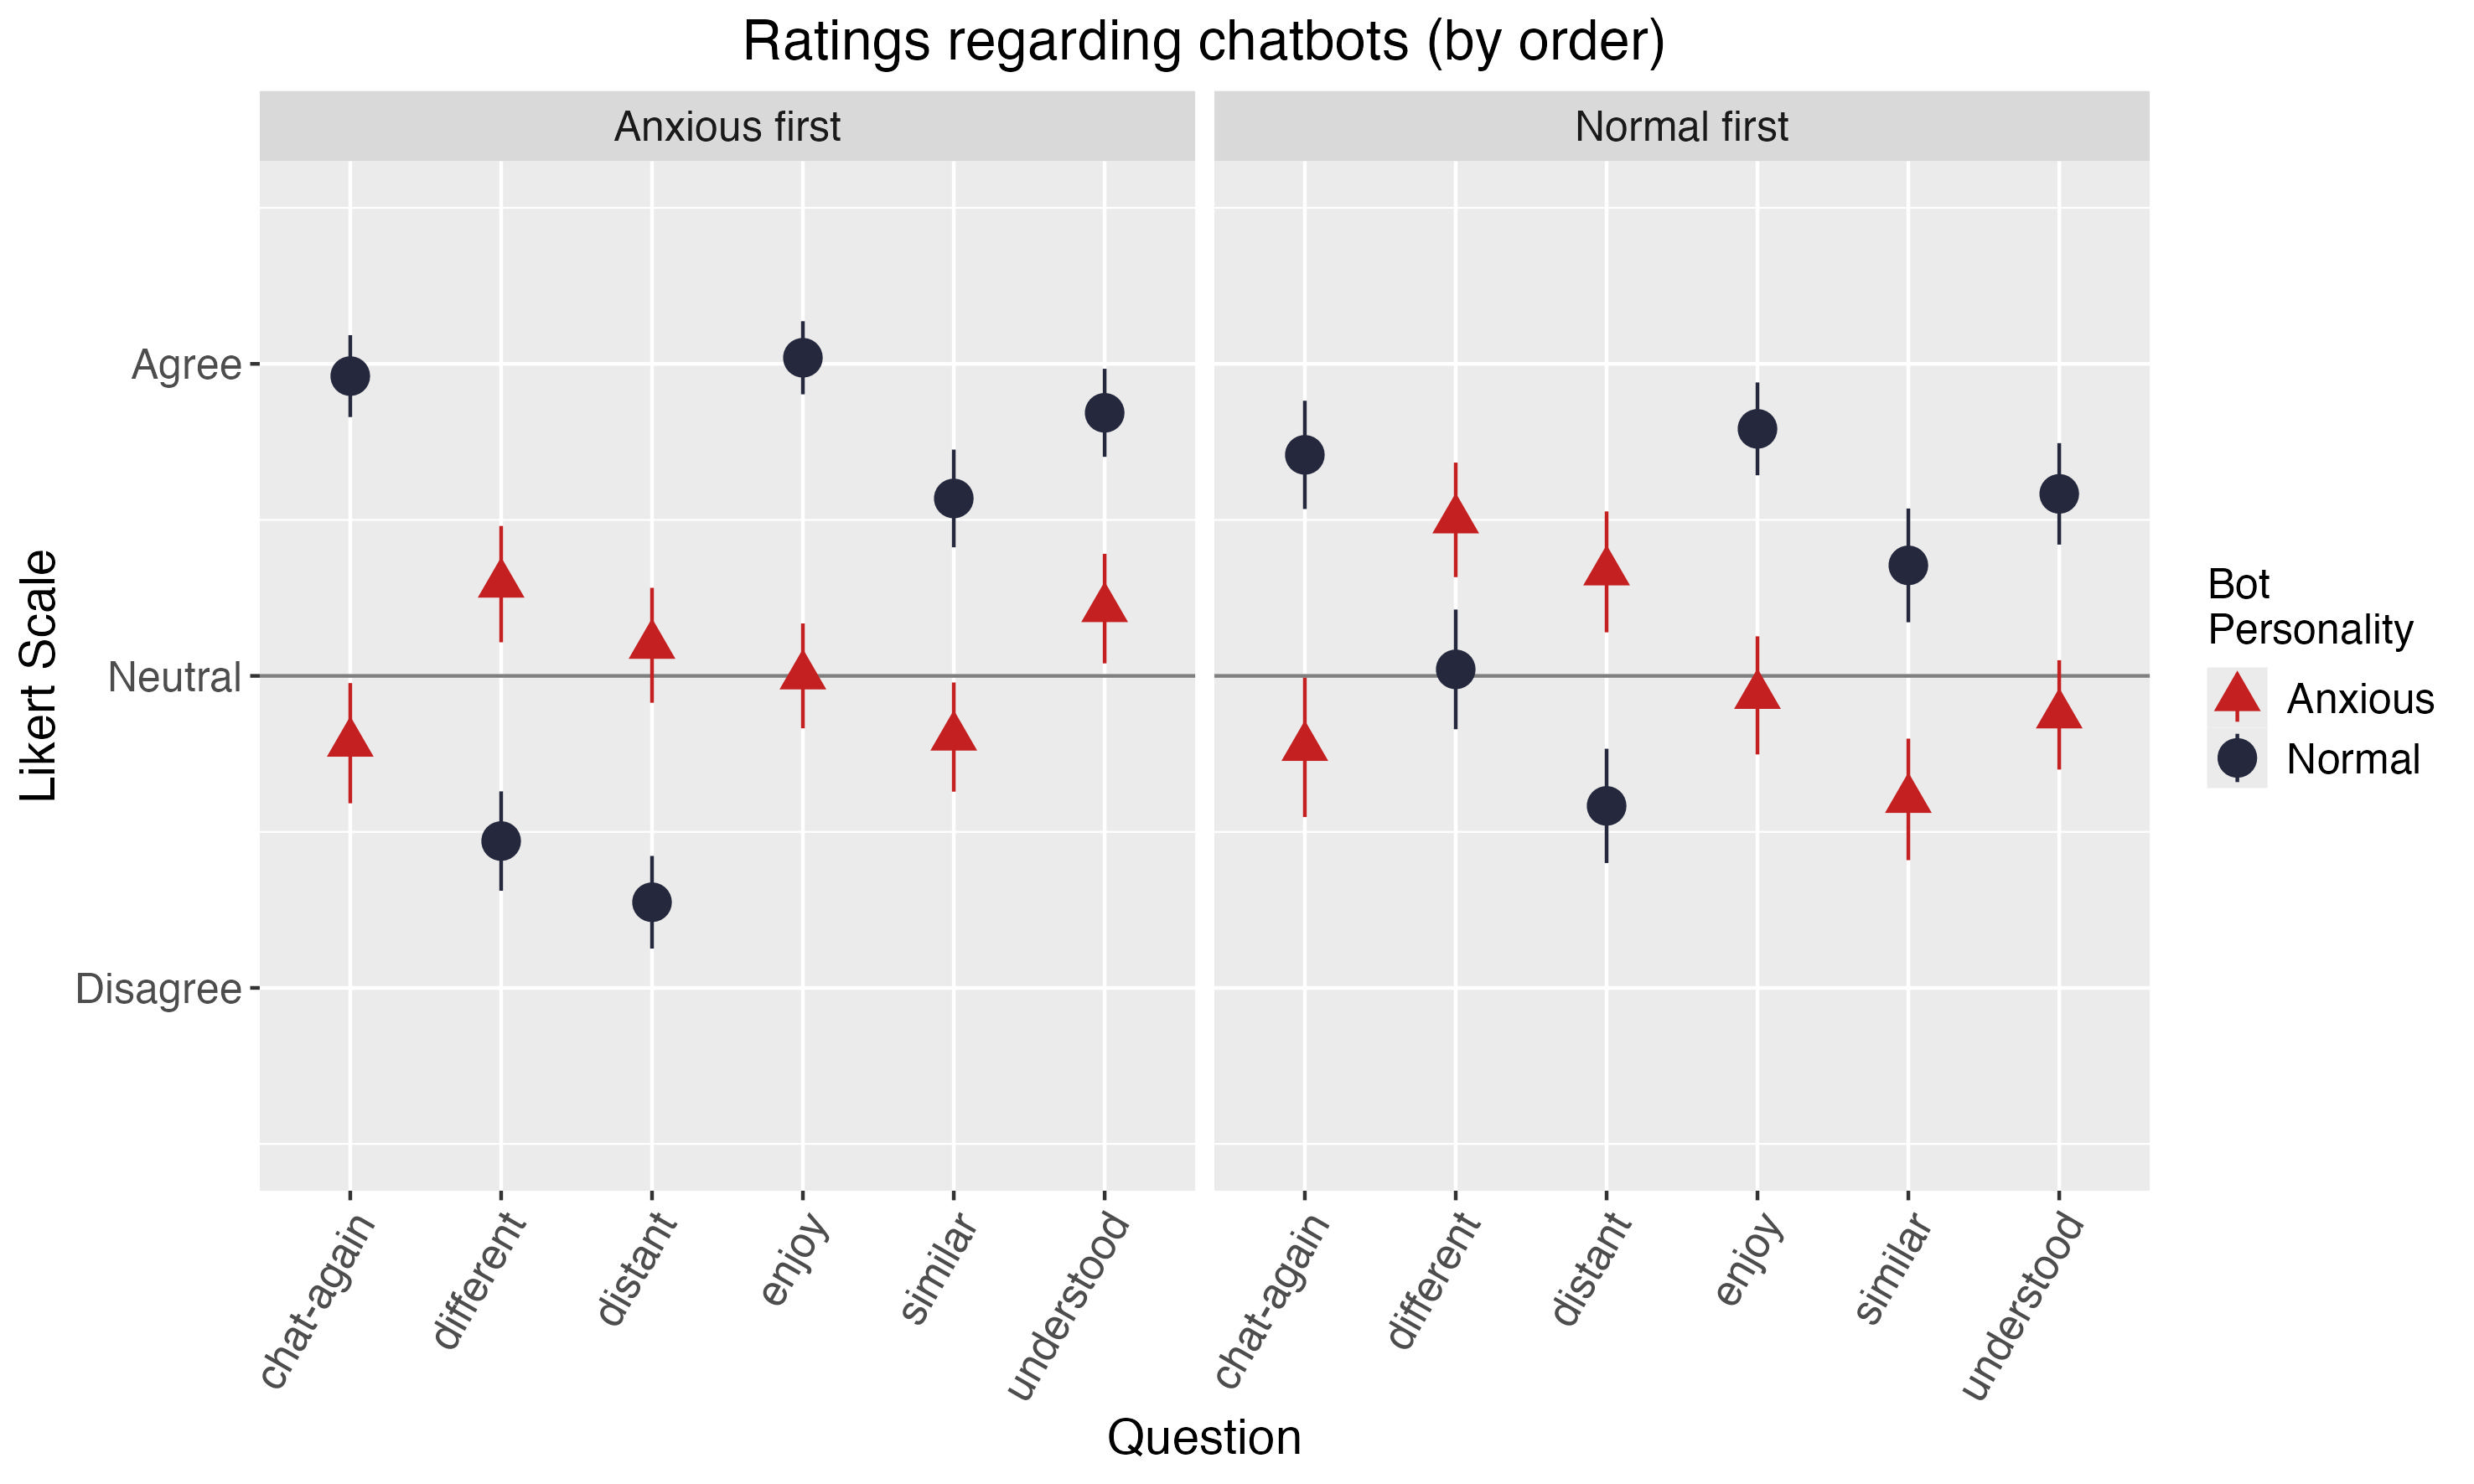 Ratings regarding chatbots (by order)
Anxious first
Normal first
Likert Scale
Agree
Neutral
Disagree
chat-again
different
distant
enjoy
similar
understood
chat-again
different
distant
enjoy
similar
understood
Question
Bot
Personality
Anxious
Normal